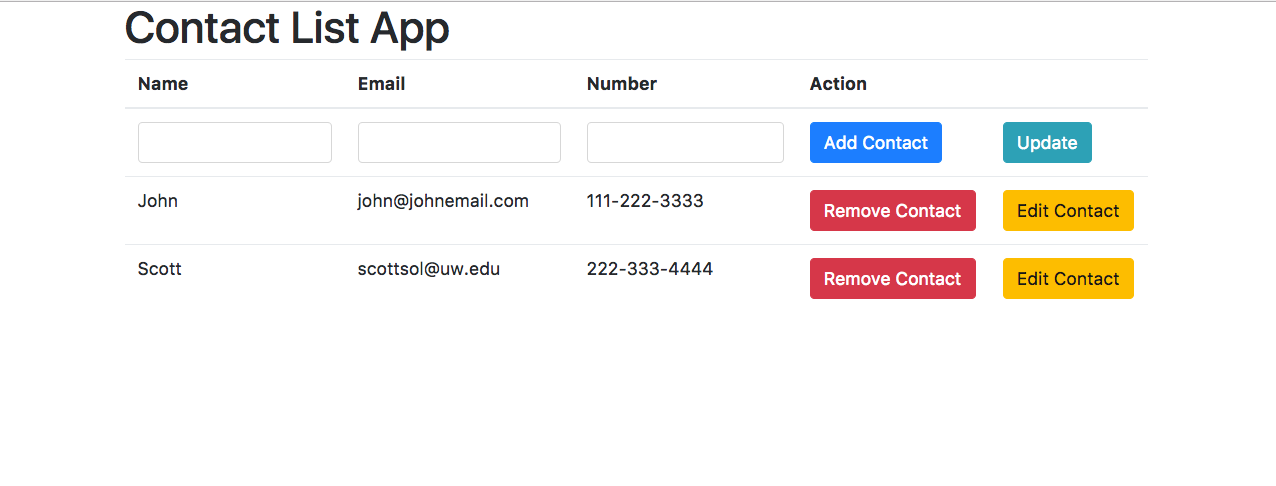 Contact List App
Name Email Number Action
Add Contact Update
John john@johnemail.com 111-222-3333 Remove Contact Edit Contact
Scott scottsol@uw.edu 222-333-4444 Remove Contact Edit Contact